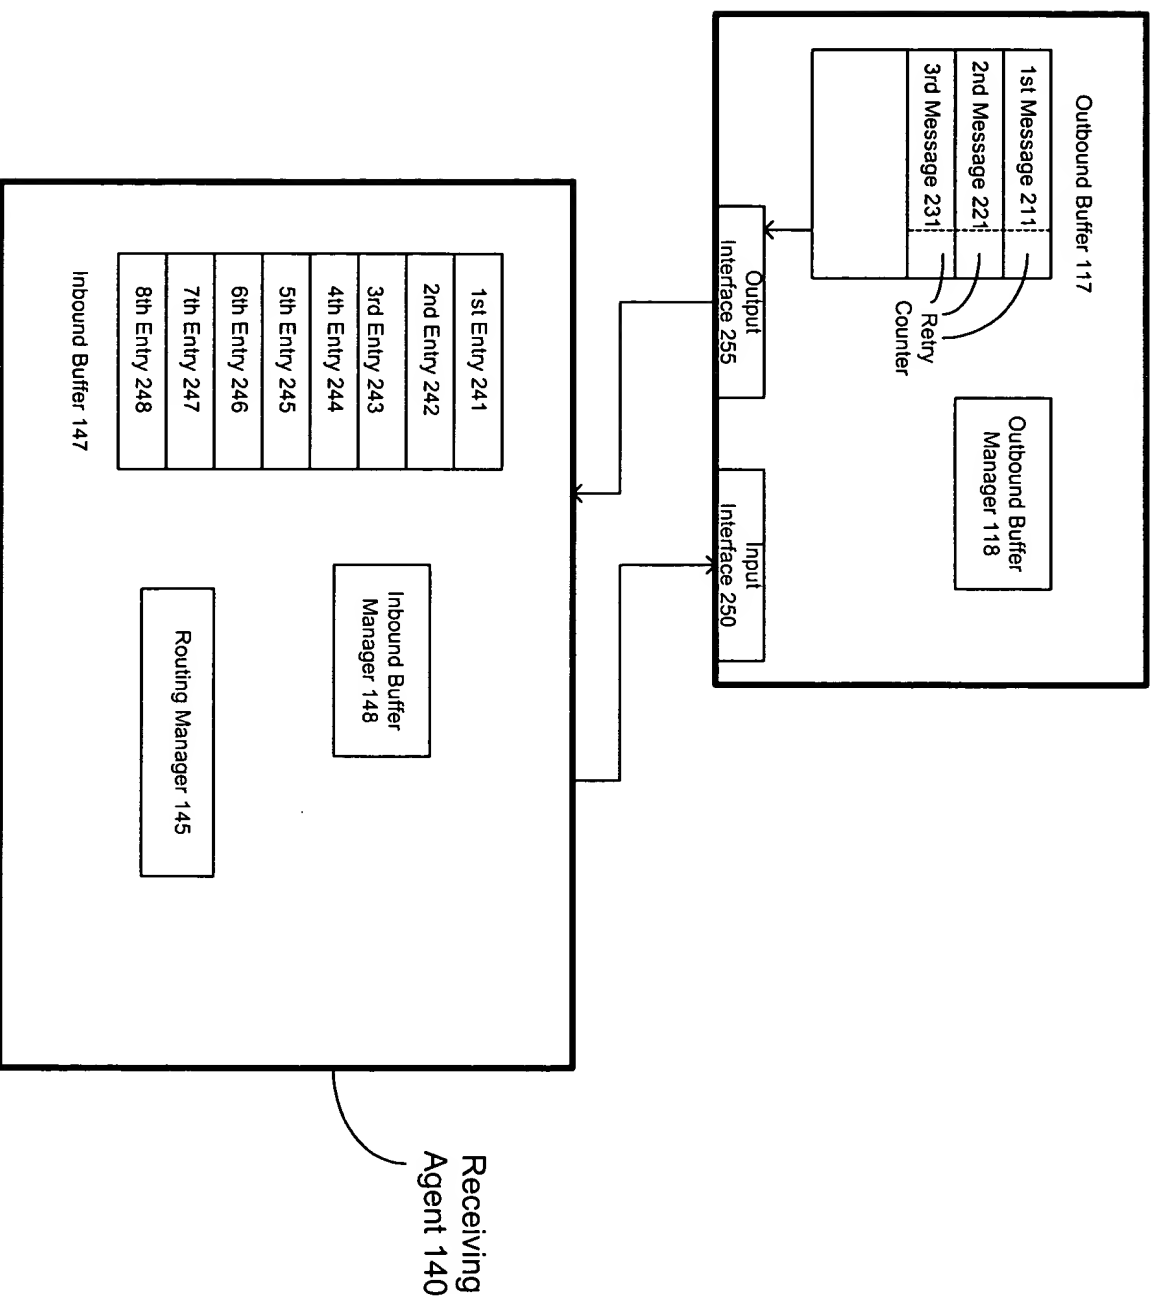 Outbound Buffer 117
1st Message 211
2nd Message 221
3rd Message 231
Retry
Counter
Outbound Buffer
Manager 118
Output
Interface 255
Input
Interface 250
1st Entry 241
2nd Entry 242
3rd Entry 243
4th Entry 244
5th Entry 245
6th Entry 246
7th Entry 247
8th Entry 248
Inbound Buffer 147
Inbound Buffer
Manager 148
Routing Manager 145
Receiving
Agent 140